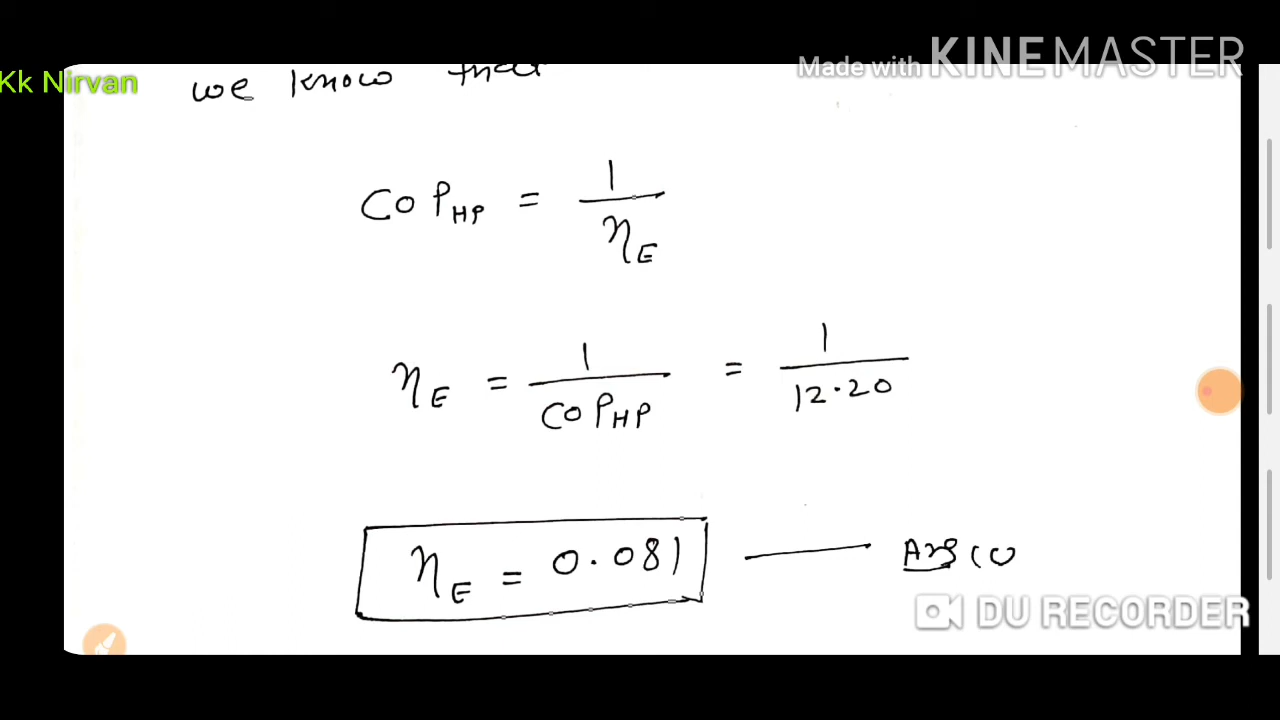 Made with KINEMASTER
Kk Nirvan
we know that
COP_HP = 1/η_E
η_E = 1/COP_HP = 1/12.20
η_E = 0.081 — Ans
DU RECORDER